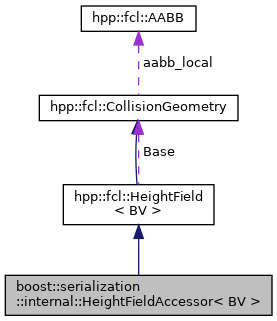 hpp::fcl::AABB
aabb_local
hpp::fcl::CollisionGeometry
Base
hpp::fcl::HeightField
< BV >
boost::serialization
::internal::HeightFieldAccessor< BV >